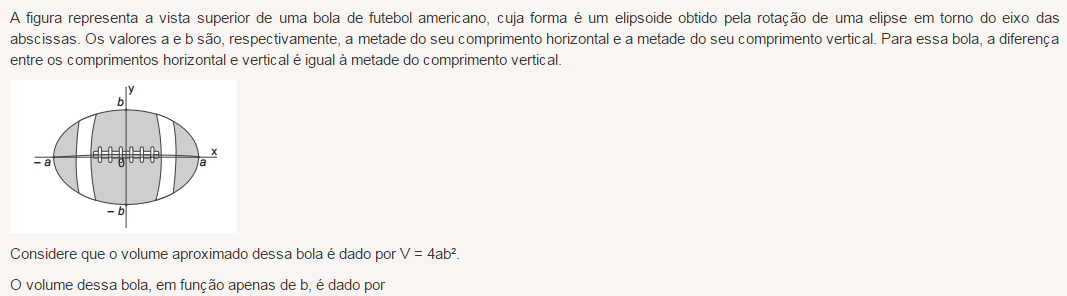 A figura representa a vista superior de uma bola de futebol americano, cuja forma é um elipsoide obtido pela rotação de uma elipse em torno do eixo das
abscissas. Os valores a e b são, respectivamente, a metade do seu comprimento horizontal e a metade do seu comprimento vertical. Para essa bola, a diferença
entre os comprimentos horizontal e vertical é igual à metade do comprimento vertical.
y
b
x
– a
0
a
– b
Considere que o volume aproximado dessa bola é dado por V = 4ab².
O volume dessa bola, em função apenas de b, é dado por